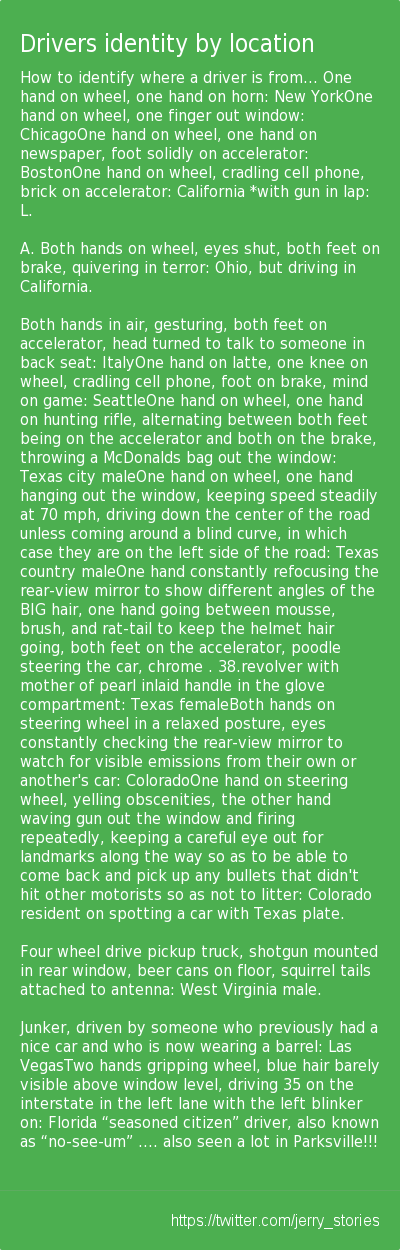 Drivers identity by location
How to identify where a driver is from... One
hand on wheel, one hand on horn: New YorkOne
hand on wheel, one finger out window:
ChicagoOne hand on wheel, one hand on
newspaper, foot solidly on accelerator:
BostonOne hand on wheel, cradling cell phone,
brick on accelerator: California *with gun in lap:
L.
A. Both hands on wheel, eyes shut, both feet on
brake, quivering in terror: Ohio, but driving in
California.
Both hands in air, gesturing, both feet on
accelerator, head turned to talk to someone in
back seat: ItalyOne hand on latte, one knee on
wheel, cradling cell phone, foot on brake, mind
on game: SeattleOne hand on wheel, one hand
on hunting rifle, alternating between both feet
being on the accelerator and both on the brake,
throwing a McDonalds bag out the window:
Texas city maleOne hand on wheel, one hand
hanging out the window, keeping speed steadily
at 70 mph, driving down the center of the road
unless coming around a blind curve, in which
case they are on the left side of the road: Texas
country maleOne hand constantly refocusing the
rear-view mirror to show different angles of the
BIG hair, one hand going between mousse,
brush, and rat-tail to keep the helmet hair
going, both feet on the accelerator, poodle
steering the car, chrome . 38.revolver with
mother of pearl inlaid handle in the glove
compartment: Texas femaleBoth hands on
steering wheel in a relaxed posture, eyes
constantly checking the rear-view mirror to
watch for visible emissions from their own or
another's car: ColoradoOne hand on steering
wheel, yelling obscenities, the other hand
waving gun out the window and firing
repeatedly, keeping a careful eye out for
landmarks along the way so as to be able to
come back and pick up any bullets that didn't
hit other motorists so as not to litter: Colorado
resident on spotting a car with Texas plate.
Four wheel drive pickup truck, shotgun mounted
in rear window, beer cans on floor, squirrel tails
attached to antenna: West Virginia male.
Junker, driven by someone who previously had a
nice car and who is now wearing a barrel: Las
VegasTwo hands gripping wheel, blue hair barely
visible above window level, driving 35 on the
interstate in the left lane with the left blinker
on: Florida “seasoned citizen” driver, also known
as “no-see-um” .... also seen a lot in Parksville!!!
https://twitter.com/jerry_stories